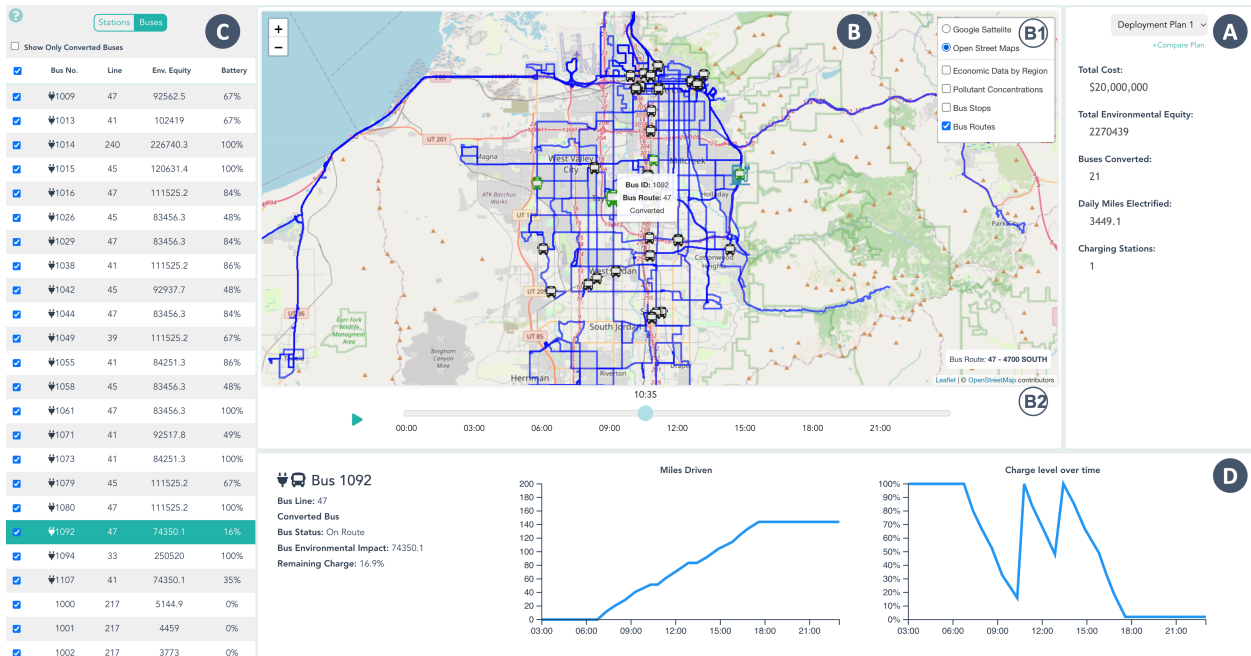 ?
Stations Buses
C
Show Only Converted Buses
Bus No. Line Env. Equity Battery
1009 47 92562.5 67%
1013 41 102419 67%
1014 240 226740.3 100%
1015 45 120631.4 100%
1016 47 111525.2 84%
1026 45 83456.3 48%
1029 47 83456.3 84%
1038 41 111525.2 86%
1042 45 92937.7 48%
1044 47 83456.3 84%
1049 39 111525.2 67%
1055 41 84251.3 86%
1058 45 83456.3 48%
1061 47 83456.3 100%
1071 41 92517.8 49%
1073 41 84251.3 100%
1079 45 111525.2 67%
1080 47 111525.2 100%
1092 47 74350.1 16%
1094 33 250520 100%
1107 41 74350.1 35%
1000 217 5144.9 0%
1001 217 4459 0%
1002 217 3773 0%
+
−
B
B1
Google Sattelite
Open Street Maps
Economic Data by Region
Pollutant Concentrations
Bus Stops
Bus Routes
UT 201
Magna
West Valley
City
Millcreek
ATK Bacchus
Works
Holladay
Bus ID: 1092
Bus Route: 47
Converted
Park City
Cottonwood
Heights
West Jordan
UT 209
UT 36
Carr Fork
Wildlife
Managment
Area
South Jordan
UT 85
Bingham
Canyon
Mine
Riverton
Draper
Herriman
Bus Route: 47 - 4700 SOUTH
Leaflet | © OpenStreetMap contributors
10:35
B2
00:00 03:00 06:00 09:00 12:00 15:00 18:00 21:00
Deployment Plan 1
A
+Compare Plan
Total Cost:
$20,000,000
Total Environmental Equity:
2270439
Buses Converted:
21
Daily Miles Electrified:
3449.1
Charging Stations:
1
Bus 1092
Bus Line: 47
Converted Bus
Bus Status: On Route
Bus Environmental Impact: 74350.1
Remaining Charge: 16.9%
Miles Driven
200
180
160
140
120
100
80
60
40
20
0
03:00 06:00 09:00 12:00 15:00 18:00 21:00
Charge level over time
D
100%
90%
80%
70%
60%
50%
40%
30%
20%
10%
03:00 06:00 09:00 12:00 15:00 18:00 21:00